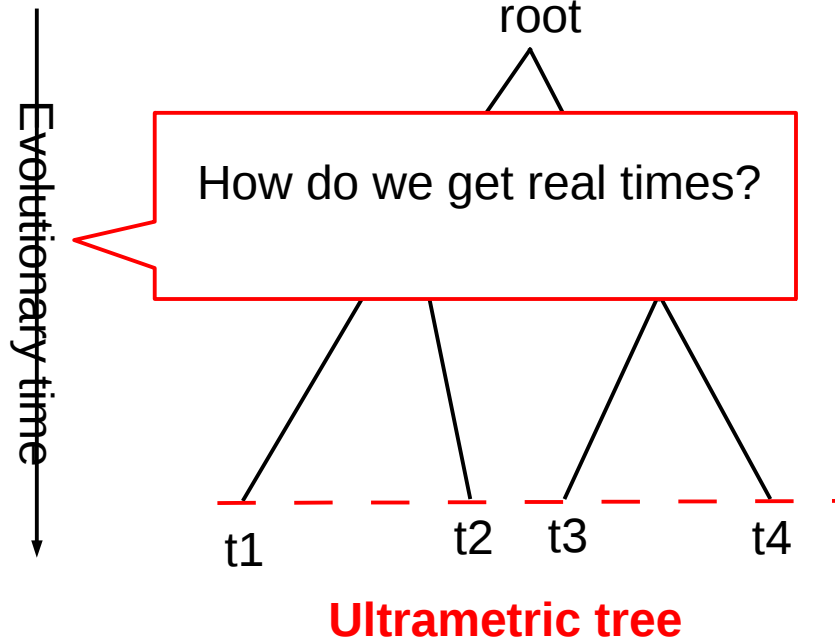 root
Evolutionary time
How do we get real times?
t1
t2
t3
t4
Ultrametric tree